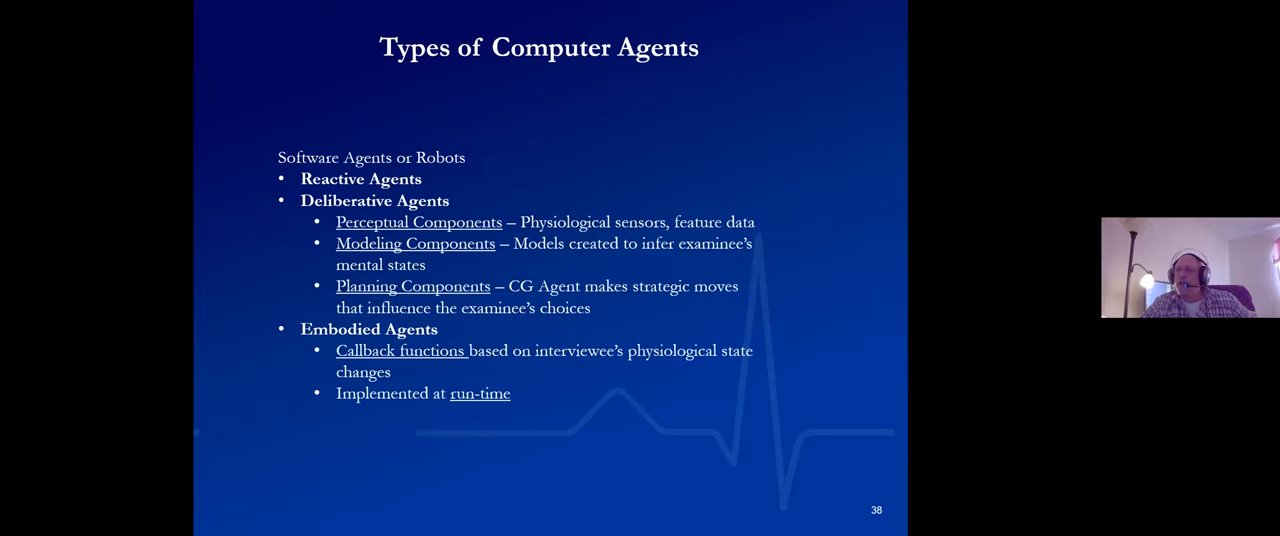 Types of Computer Agents
Software Agents or Robots
• Reactive Agents
• Deliberative Agents
• Perceptual Components – Physiological sensors, feature data
• Modeling Components – Models created to infer examinee's
mental states
• Planning Components – CG Agent makes strategic moves
that influence the examinee's choices
• Embodied Agents
• Callback functions based on interviewee's physiological state
changes
• Implemented at run-time
38